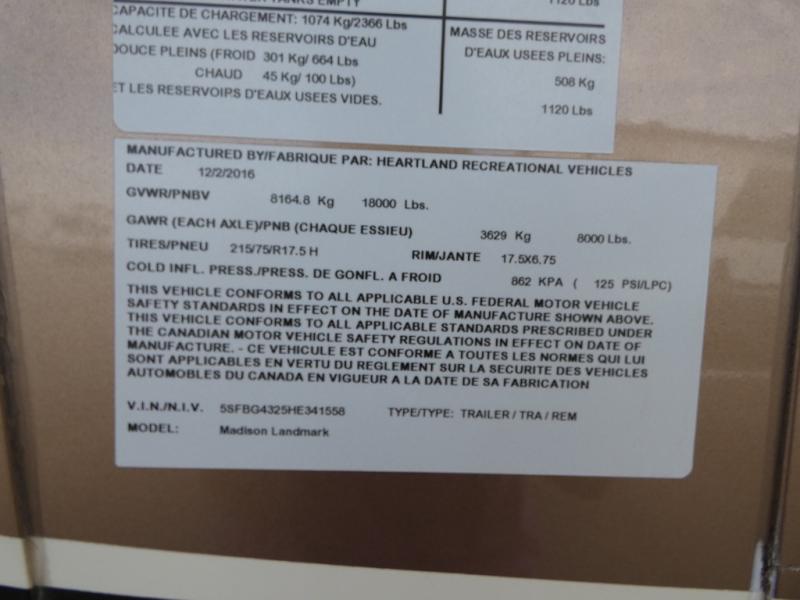 1120 Lbs
CAPACITE DE CHARGEMENT: 1074 Kg/2366 Lbs
CALCULEE AVEC LES RESERVOIRS D'EAU
DOUCE PLEINS (FROID 301 Kg/ 664 Lbs
CHAUD 45 Kg/ 100 Lbs)
ET LES RESERVOIPS D'EAUX USEES VIDES.
MASSE DES RESERVOIRS
D'EAUX USEES PLEINS:
508 Kg
1120 Lbs
MANUFACTURED BY/FABRIQUE PAR: HEARTLAND RECREATIONAL VEHICLES
DATE 12/2/2016
GVWR/PNBV 8164.8 Kg 18000 Lbs.
GAWR (EACH AXLE)/PNB (CHAQUE ESSIEU) 3629 Kg 8000 Lbs.
TIRES/PNEU 215/75/R17.5 H RIM/JANTE 17.5X6.75
COLD INFL. PRESS./PRESS. DE GONFL. A FROID 862 KPA ( 125 PSI/LPC)
THIS VEHICLE CONFORMS TO ALL APPLICABLE U.S. FEDERAL MOTOR VEHICLE
SAFETY STANDARDS IN EFFECT ON THE DATE OF MANUFACTURE SHOWN ABOVE.
THIS VEHICLE CONFORMS TO ALL APPLICABLE STANDARDS PRESCRIBED UNDER
THE CANADIAN MOTOR VEHICLE SAFETY REGULATIONS IN EFFECT ON DATE OF
MANUFACTURE. - CE VEHICULE EST CONFORME A TOUTES LES NORMES QUI LUI
SONT APPLICABLES EN VERTU DU REGLEMENT SUR LA SECURITE DES VEHICLES
AUTOMOBLES DU CANADA EN VIGUEUR A LA DATE DE SA FABRICATION
V.I.N./N.I.V. 5SFBG4325HE341558 TYPE/TYPE: TRAILER / TRA / REM
MODEL: Madison Landmark